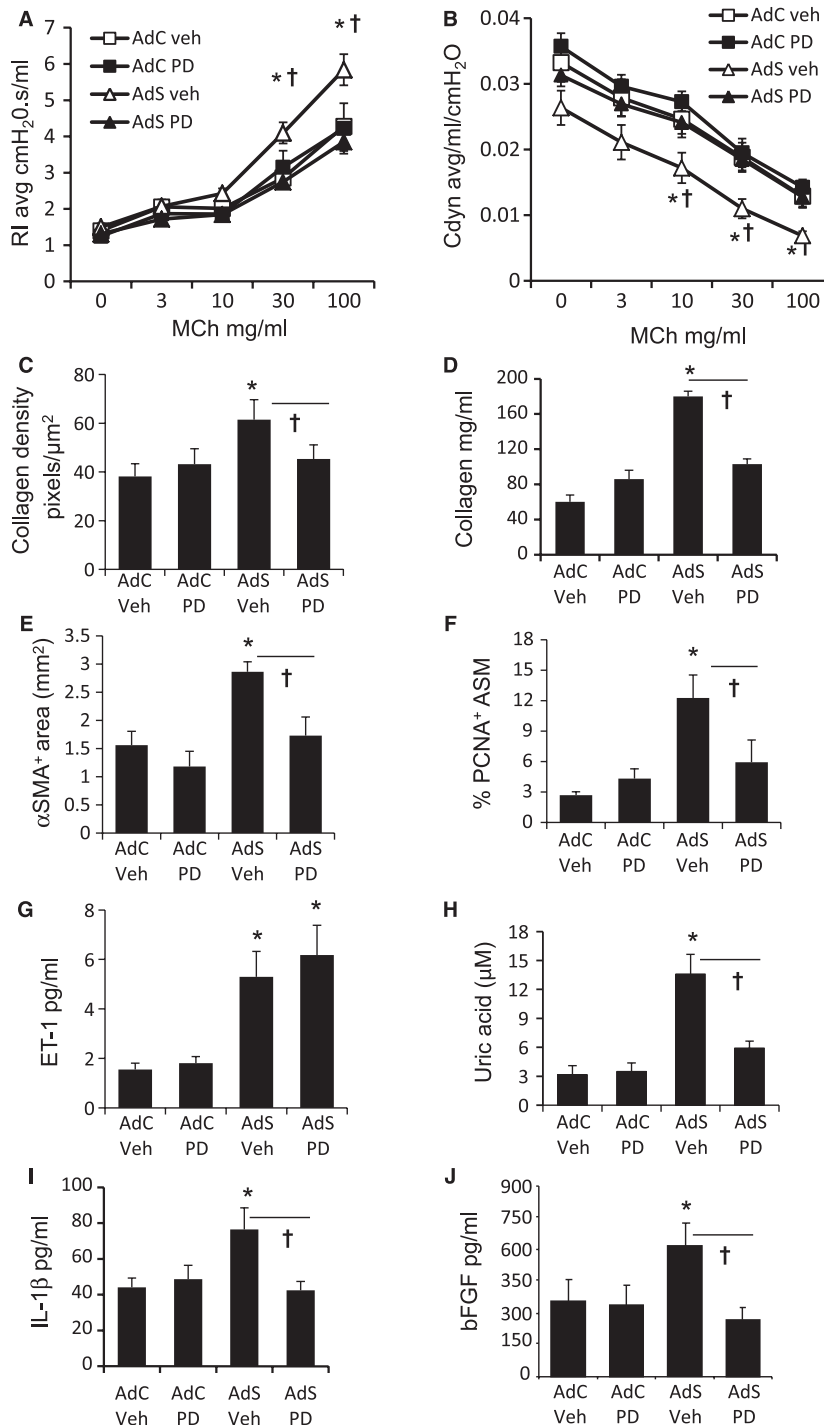 A
RI avg cmH₂0.s/ml
7
6
5
4
3
2
1
0
AdC veh
AdC PD
AdS veh
AdS PD
*†
*†
0 3 10 30 100
MCh mg/ml
B
Cdyn avg/ml/cmH₂O
0.04
0.03
0.02
0.01
0
AdC veh
AdC PD
AdS veh
AdS PD
*†
*†
*†
0 3 10 30 100
MCh mg/ml
C
Collagen density
pixels/µm²
80
60
40
20
0
*
†
AdC AdC AdS AdS
Veh PD Veh PD
D
Collagen mg/ml
200
160
120
80
40
0
*
†
AdC AdC AdS AdS
Veh PD Veh PD
E
αSMA⁺ area (mm²)
3.5
3
2.5
2
1.5
1
0.5
0
*
†
AdC AdC AdS AdS
Veh PD Veh PD
F
% PCNA⁺ ASM
18
15
12
9
6
3
0
*
†
AdC AdC AdS AdS
Veh PD Veh PD
G
ET-1 pg/ml
8
6
4
2
0
*
*
AdC AdC AdS AdS
Veh PD Veh PD
H
Uric acid (µM)
18
15
12
9
6
3
0
*
†
AdC AdC AdS AdS
Veh PD Veh PD
I
IL-1β pg/ml
100
80
60
40
20
0
*
†
AdC AdC AdS AdS
Veh PD Veh PD
J
bFGF pg/ml
900
750
600
350
300
150
0
*
†
AdC AdC AdS AdS
Veh PD Veh PD